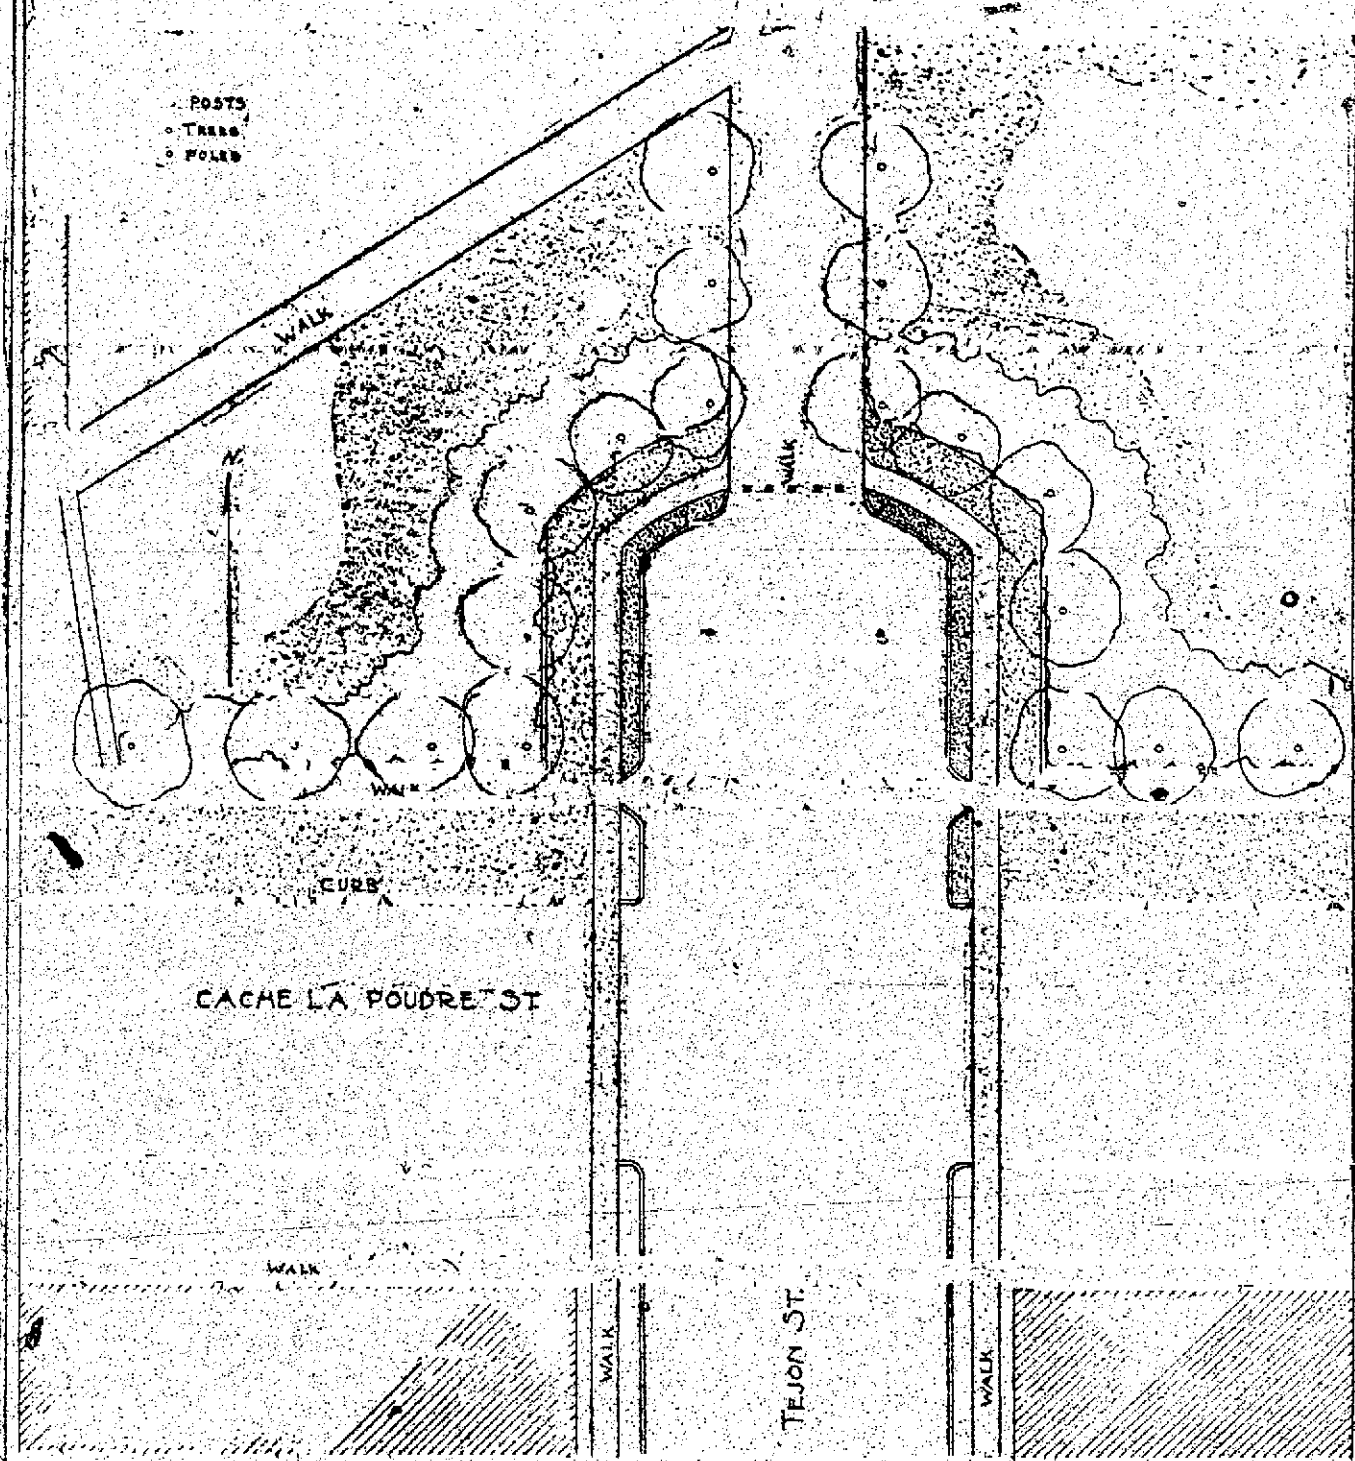 POSTS
TREES
POLES
WALK
N
WALK
WALK
CURB
CACHE LA POUDRE ST
WALK
WALK
TEJON ST.
WALK